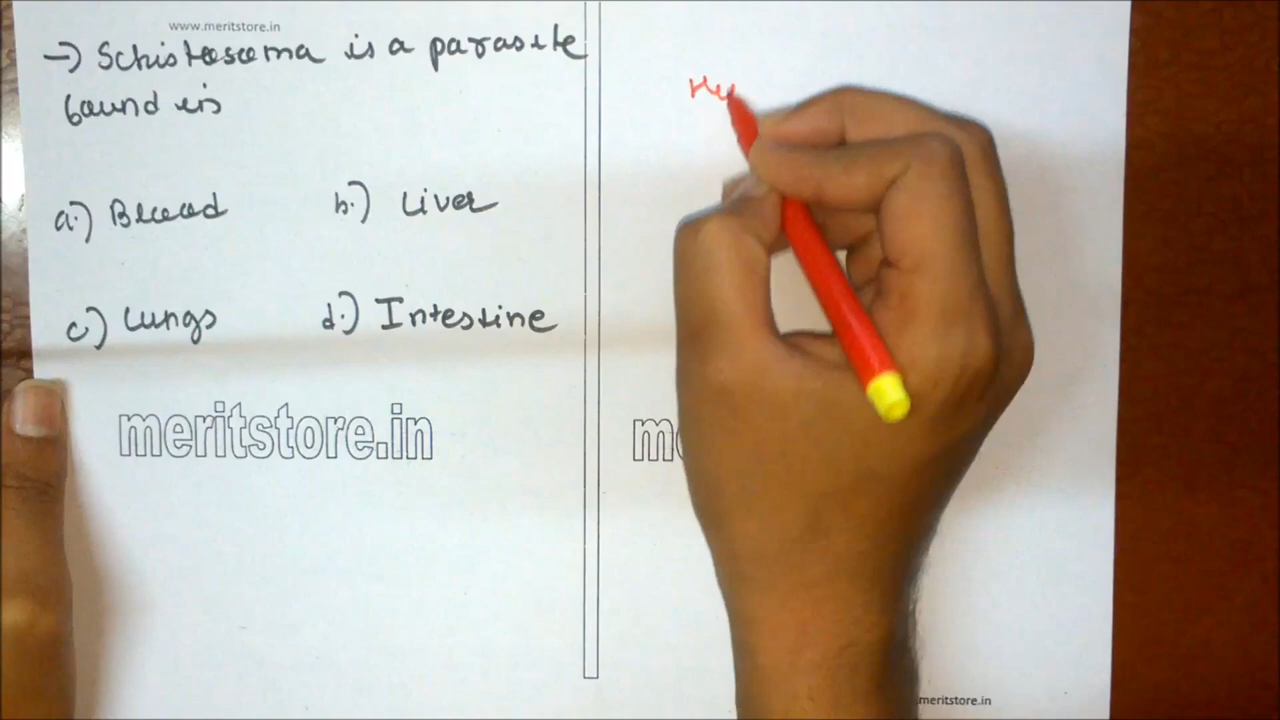 www.meritstore.in
→ Schistosoma is a parasite
found in
a.) Blood b.) Liver
c.) Lungs d.) Intestine
meritstore.in
meritstore.in